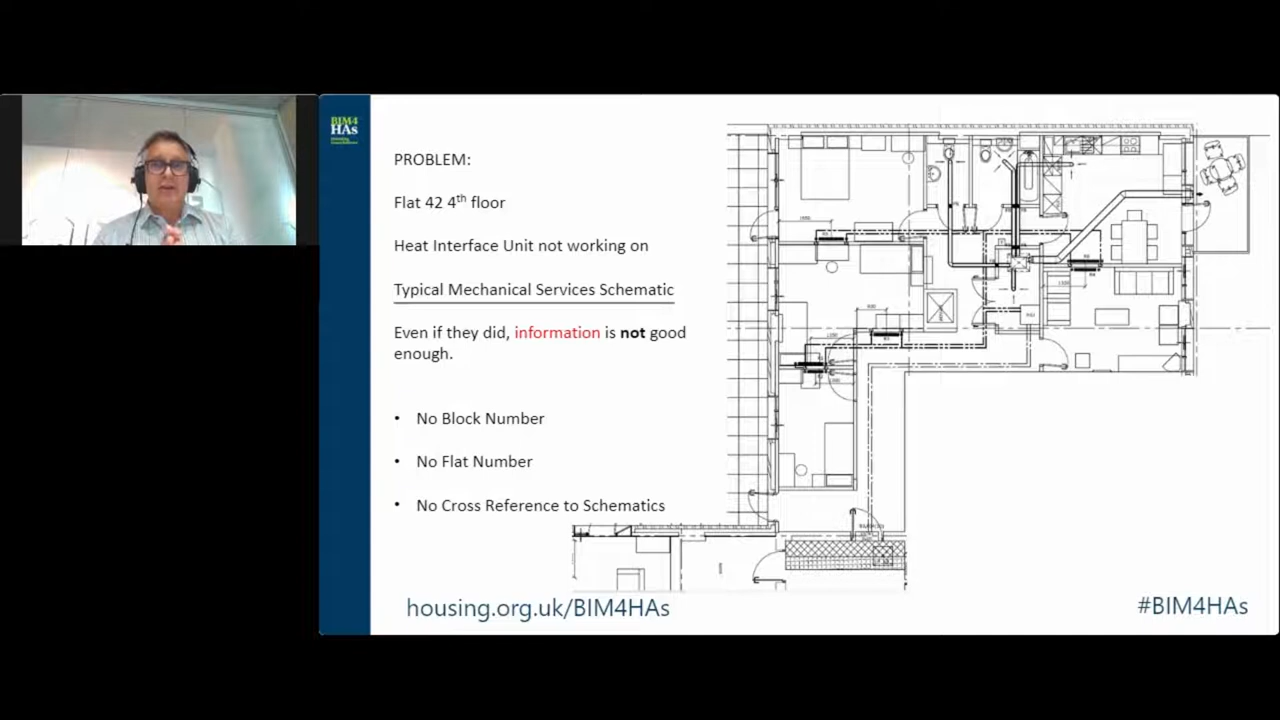 BIM4
HAs
PROBLEM:
Flat 42 4th floor
Heat Interface Unit not working on
Typical Mechanical Services Schematic
Even if they did, information is not good
enough.
• No Block Number
• No Flat Number
• No Cross Reference to Schematics
housing.org.uk/BIM4HAs
#BIM4HAs